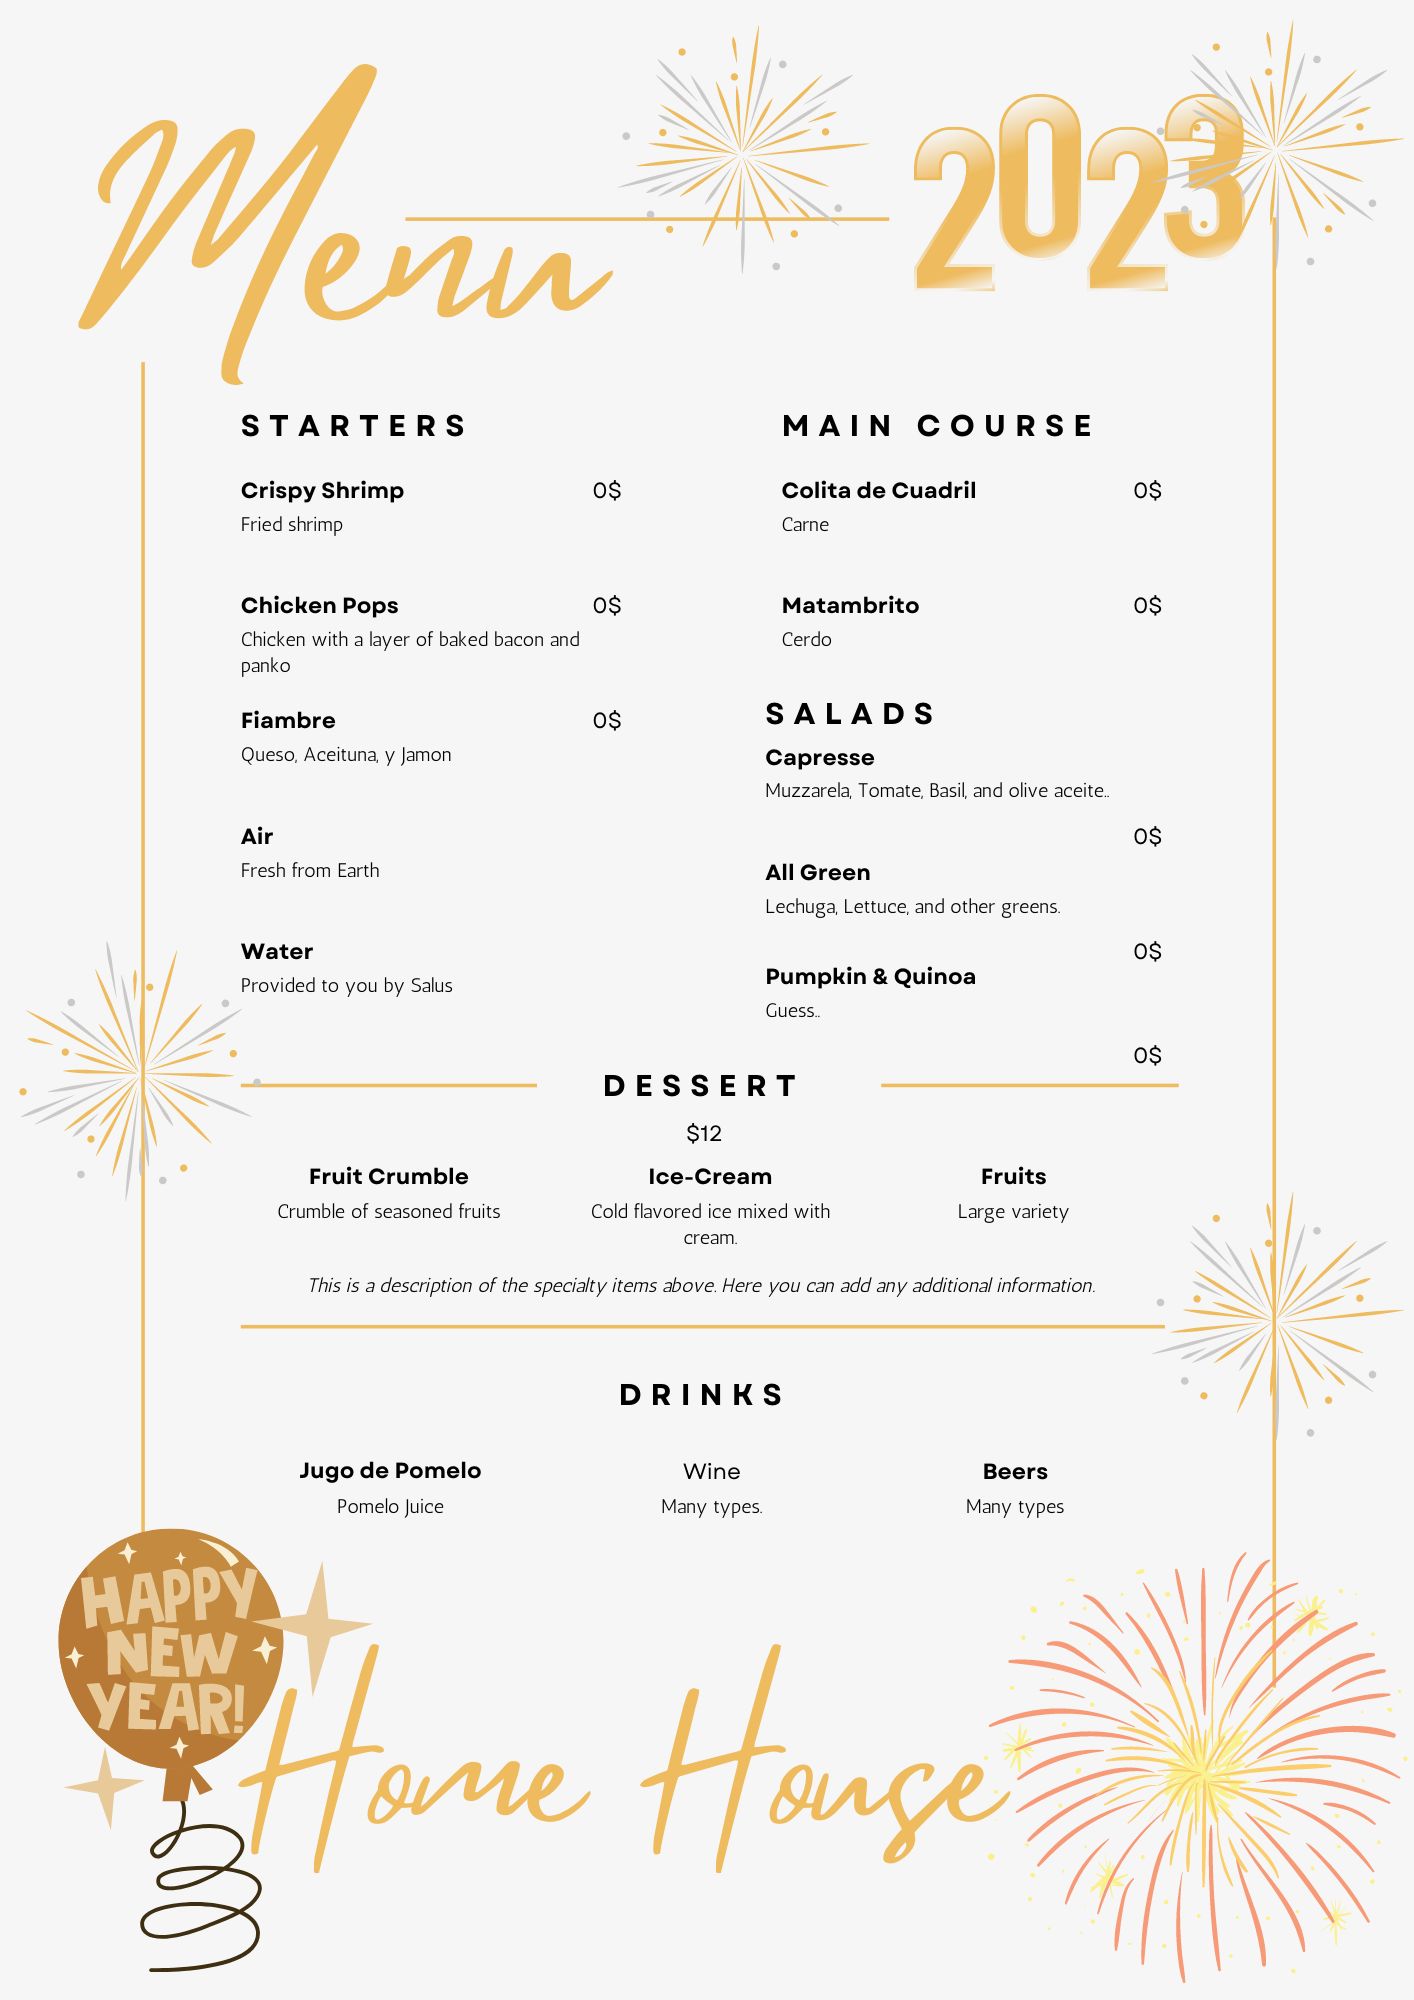 Menu
2023
STARTERS
Crispy Shrimp 0$
Fried shrimp
Chicken Pops 0$
Chicken with a layer of baked bacon and
panko
Fiambre 0$
Queso, Aceituna, y Jamon
Air
Fresh from Earth
Water
Provided to you by Salus
MAIN COURSE
Colita de Cuadril 0$
Carne
Matambrito 0$
Cerdo
SALADS
Capresse
Muzzarela, Tomate, Basil, and olive aceite..
0$
All Green
Lechuga, Lettuce, and other greens.
0$
Pumpkin & Quinoa
Guess..
0$
DESSERT
$12
Fruit Crumble
Crumble of seasoned fruits
Ice-Cream
Cold flavored ice mixed with
cream.
Fruits
Large variety
This is a description of the specialty items above. Here you can add any additional information.
DRINKS
Jugo de Pomelo
Pomelo Juice
Wine
Many types.
Beers
Many types
HAPPY
NEW
YEAR!
Home House